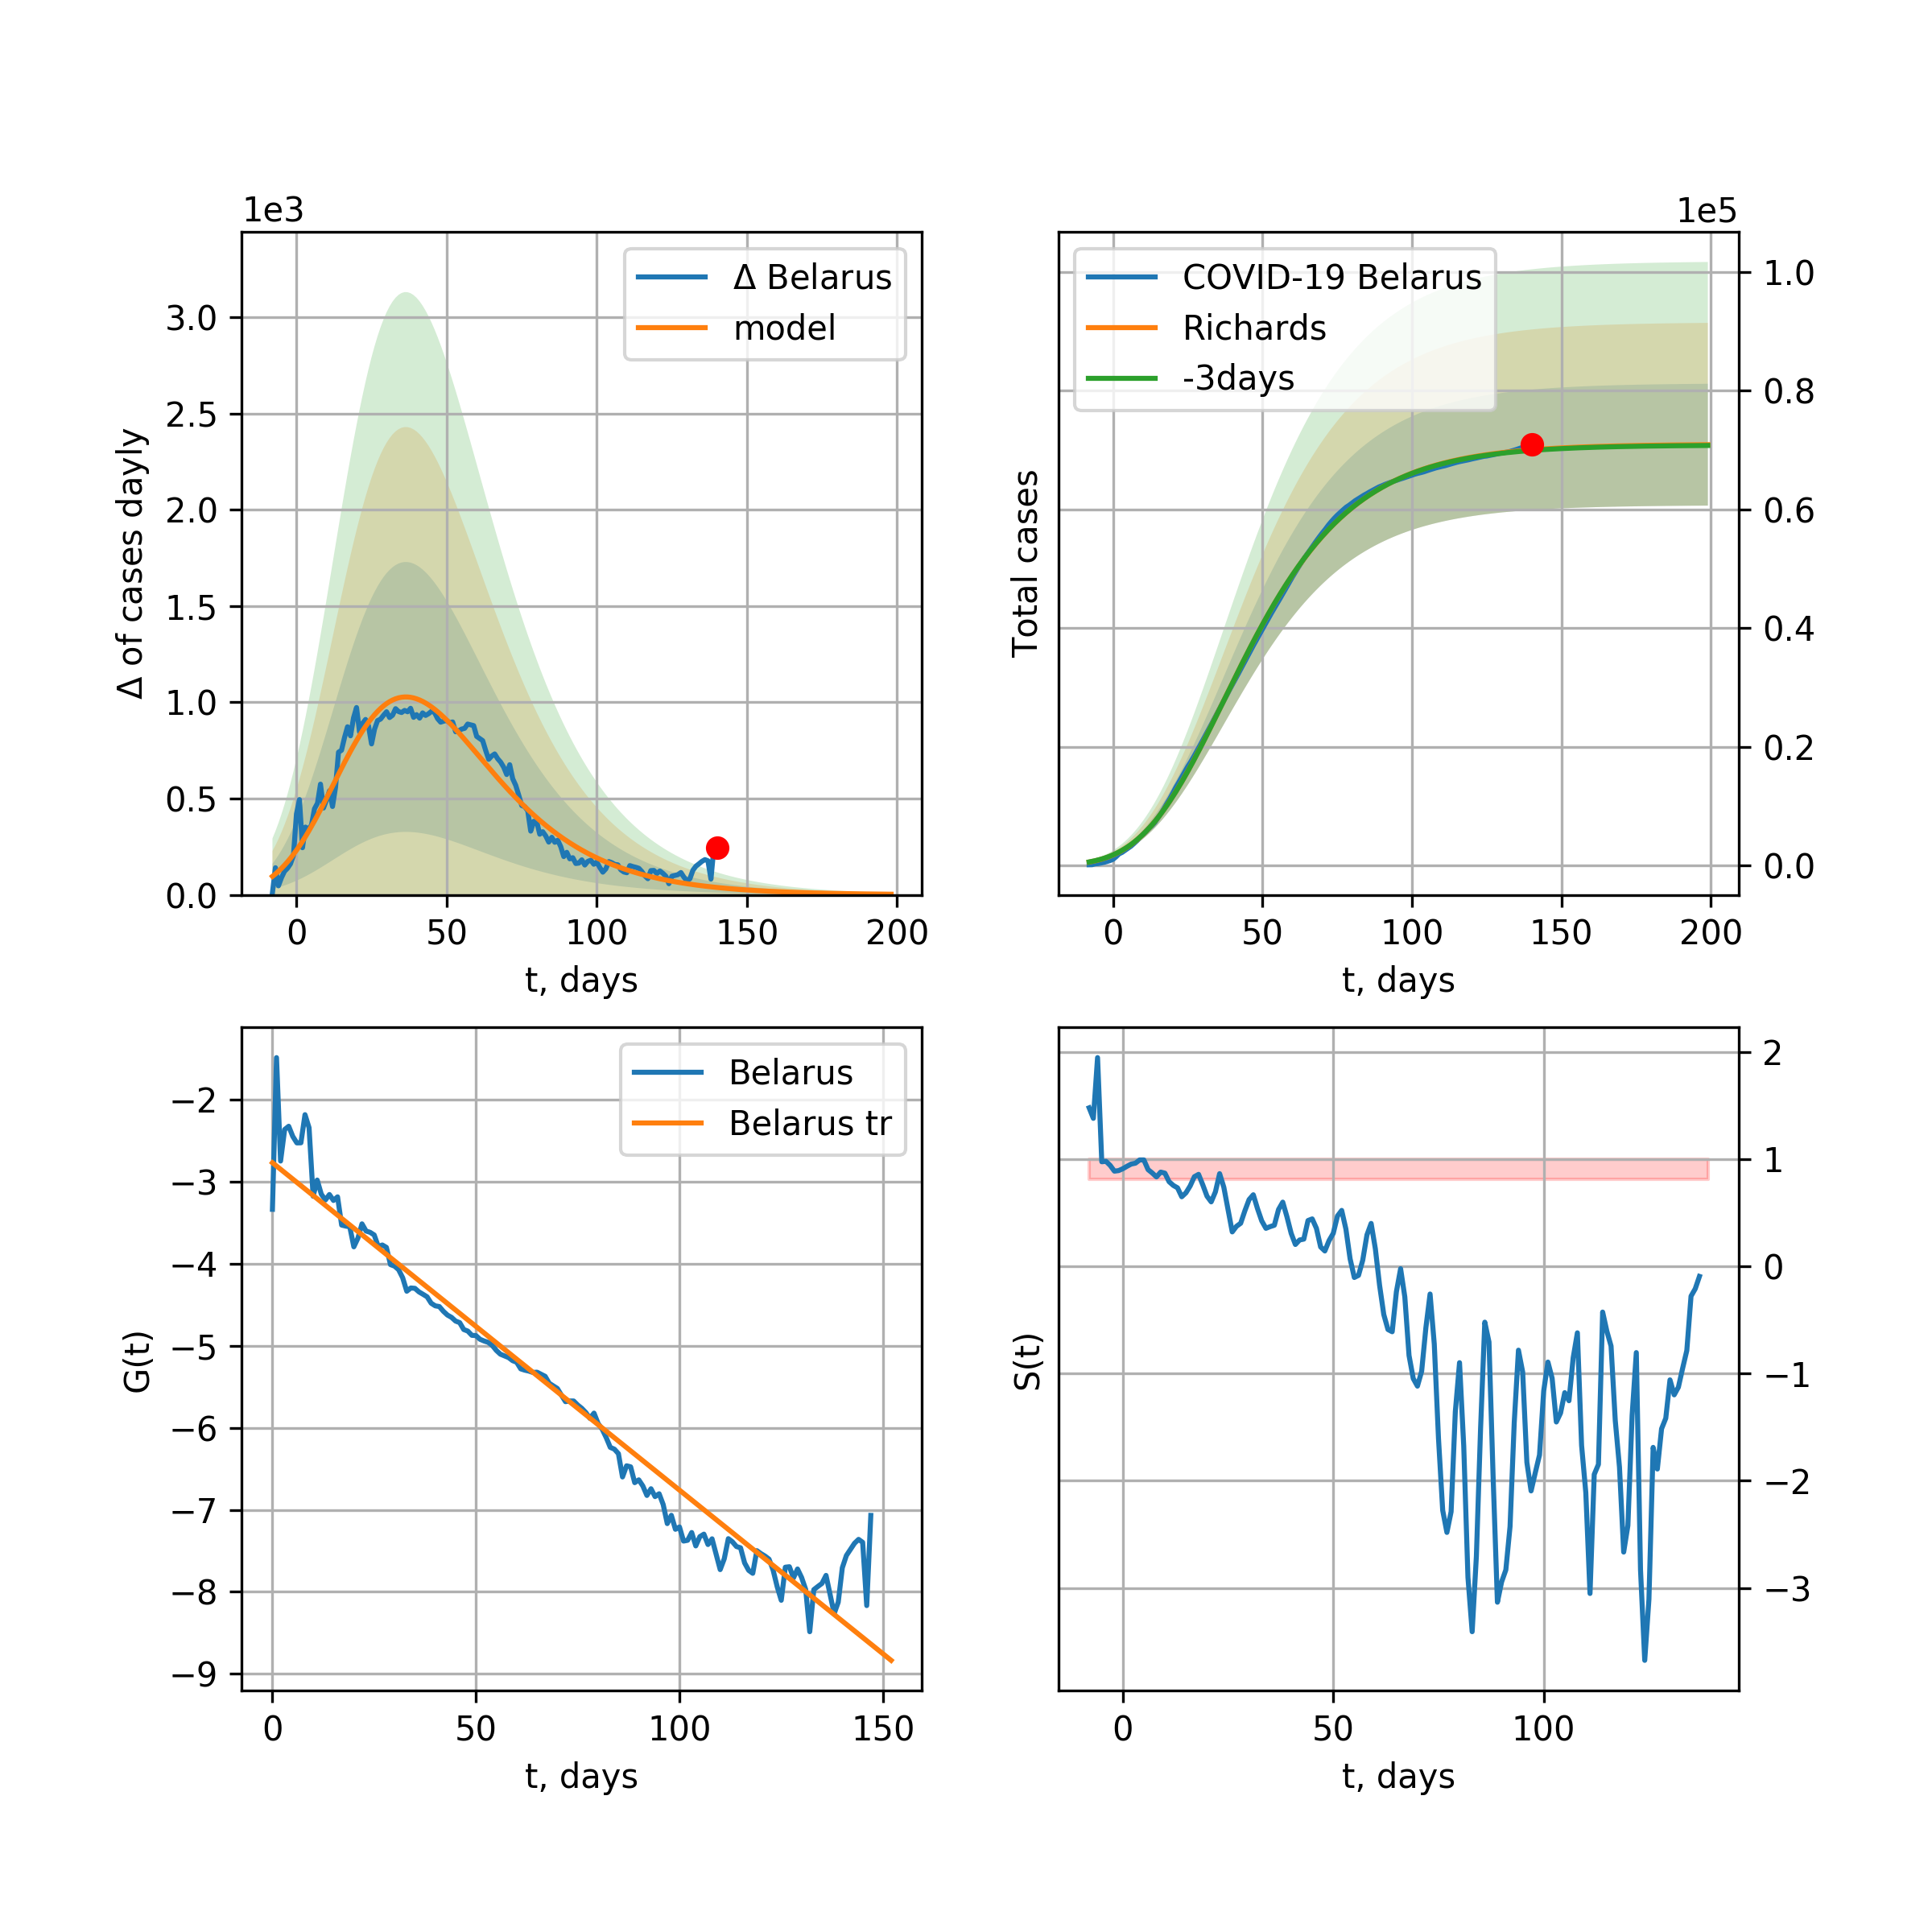 1e3
Δ of cases dayly
3.0
2.5
2.0
1.5
1.0
0.5
0.0
0 50 100 150 200
t, days
Δ Belarus
model
1e5
Total cases
COVID-19 Belarus
Richards
-3days
1.0
0.8
0.6
0.4
0.2
0.0
0 50 100 150 200
t, days
G(t)
−2
−3
−4
−5
−6
−7
−8
−9
0 50 100 150
t, days
Belarus
Belarus tr
S(t)
2
1
0
−1
−2
−3
0 50 100
t, days